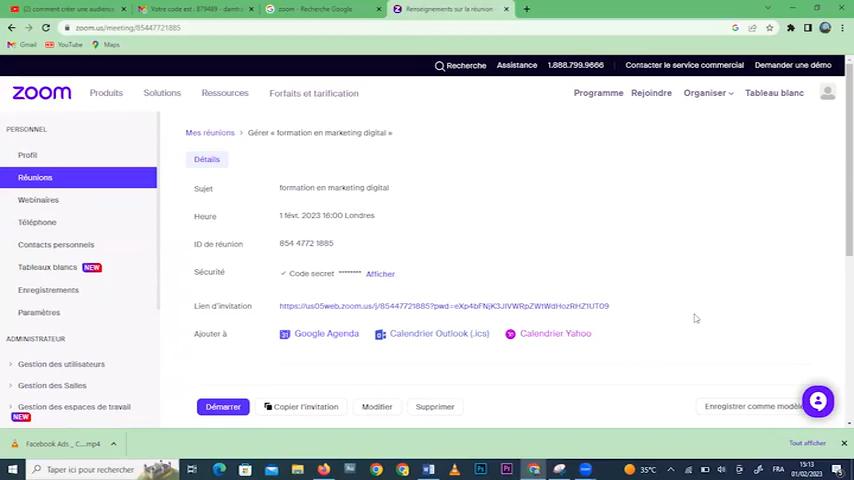 (2) comment créer une audience
Votre code est : 879489 - damtr
zoom - Recherche Google
Renseignements sur la réunion -
zoom.us/meeting/85447721885
Gmail
YouTube
Maps
Recherche
Assistance
1.888.799.9666
Contacter le service commercial
Demander une démo
zoom
Produits
Solutions
Ressources
Forfaits et tarification
Programme
Rejoindre
Organiser
Tableau blanc
PERSONNEL
Profil
Réunions
Webinaires
Téléphone
Contacts personnels
Tableaux blancs NEW
Enregistrements
Paramètres
ADMINISTRATEUR
Gestion des utilisateurs
Gestion des Salles
Gestion des espaces de travail
NEW
Mes réunions > Gérer « formation en marketing digital »
Détails
Sujet
formation en marketing digital
Heure
1 févr. 2023 16:00 Londres
ID de réunion
854 4772 1885
Sécurité
✓ Code secret ******** Afficher
Lien d'invitation
Ajouter à
31 Google Agenda
Calendrier Outlook (.ics)
Calendrier Yahoo
Démarrer
Copier l'invitation
Modifier
Supprimer
Enregistrer comme modèle
Facebook Ads _ C....mp4
Tout afficher
Taper ici pour rechercher
35°C
FRA
15:13
01/02/2023